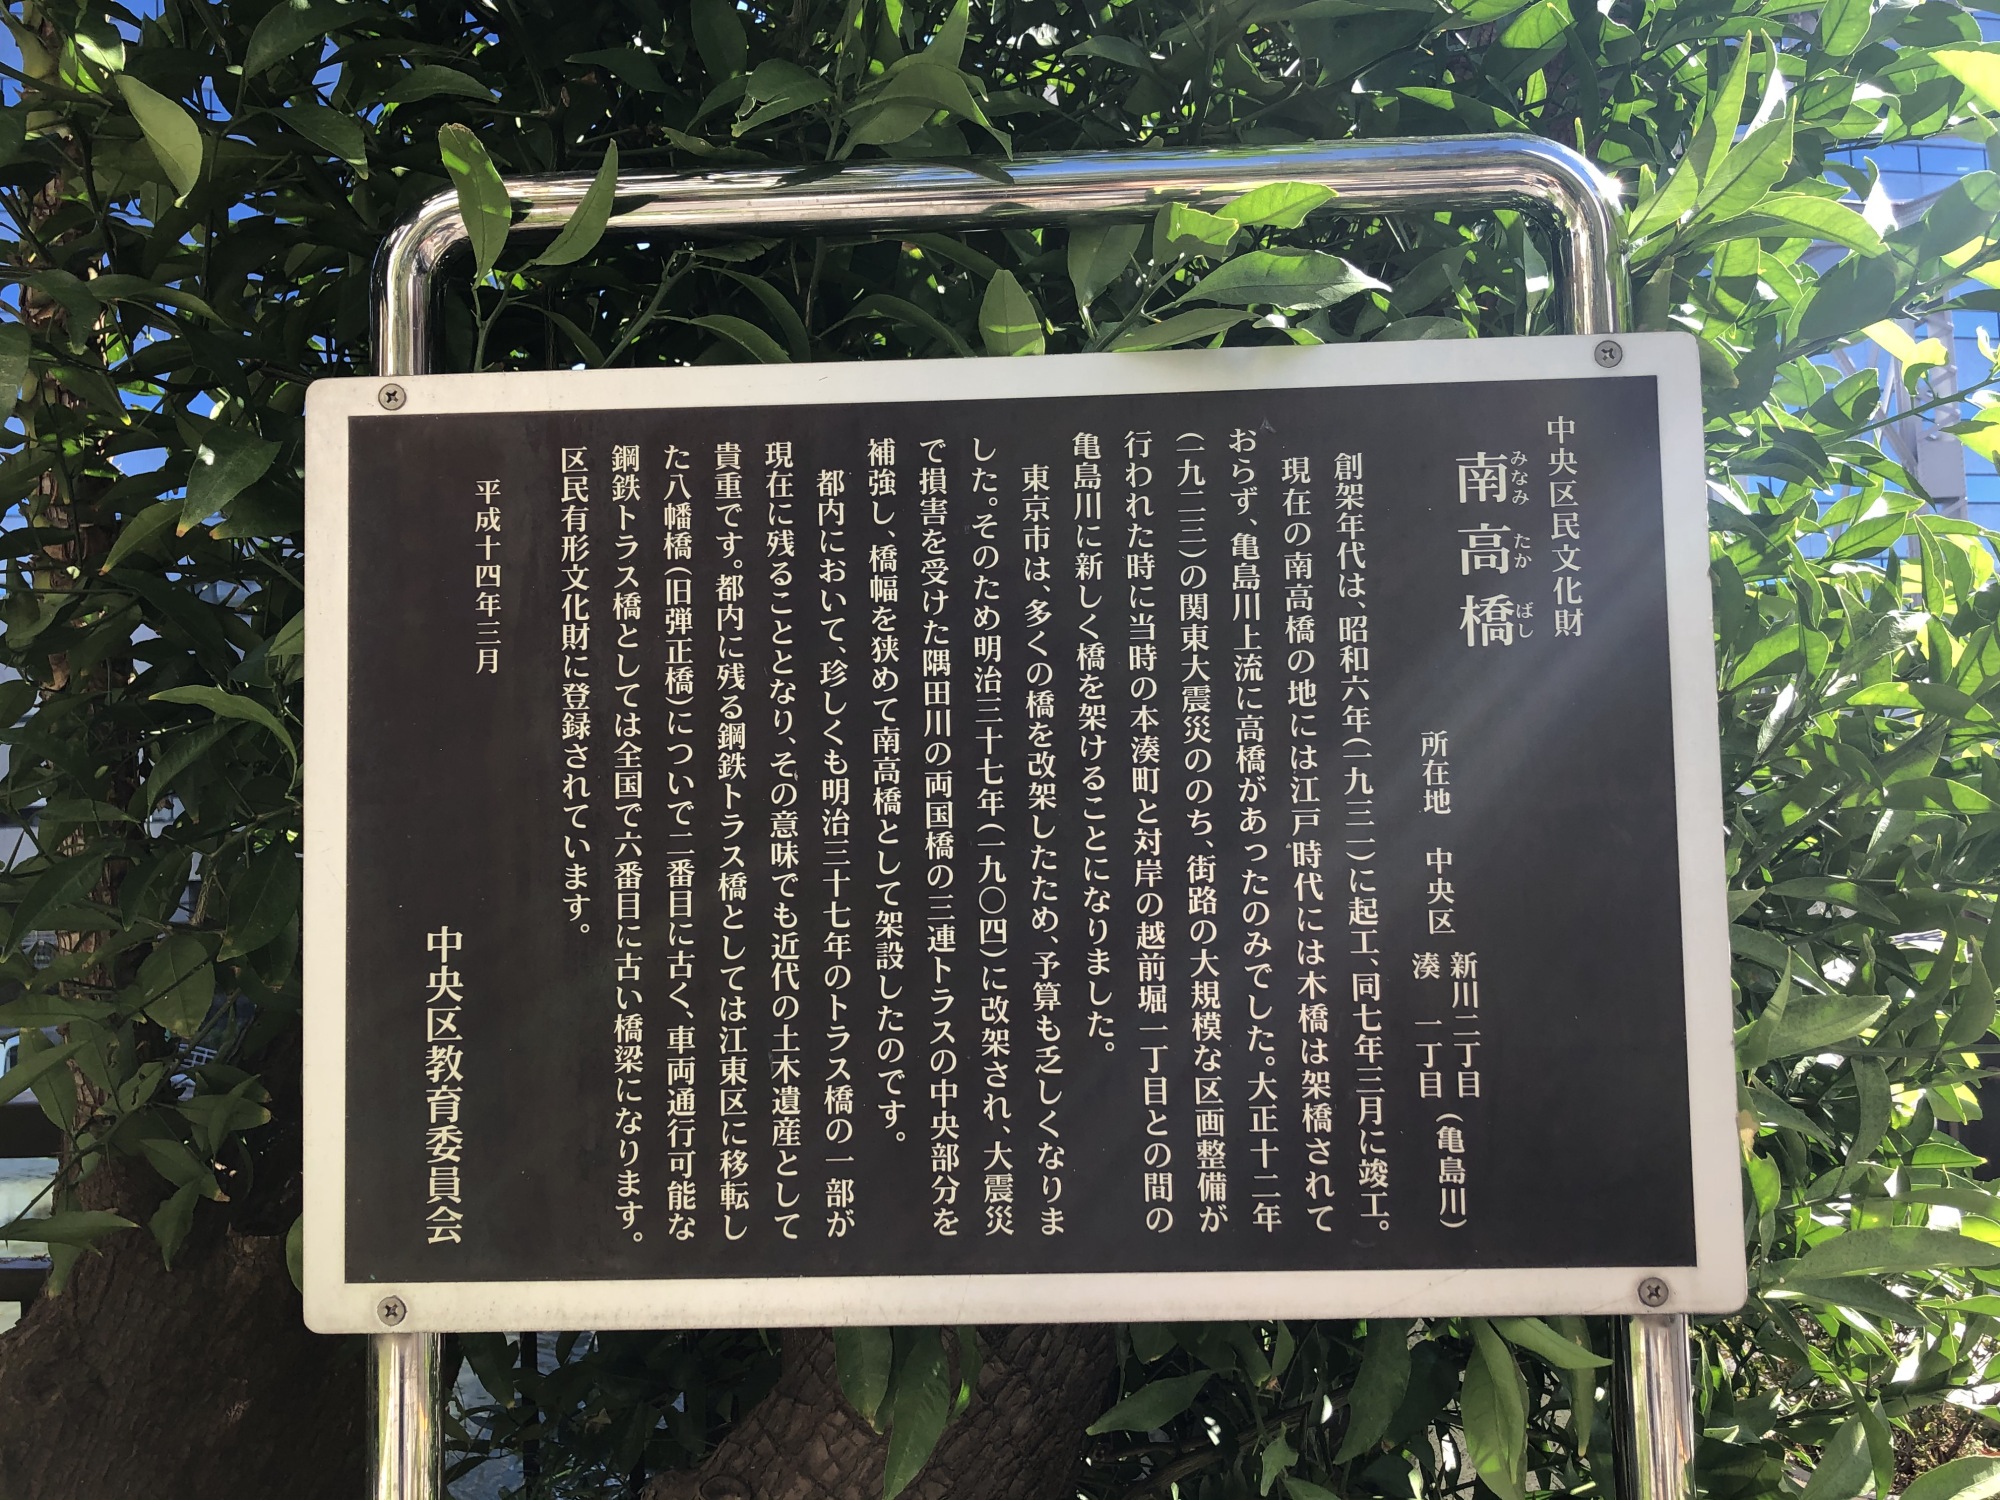 中央区民文化財
南高橋
みなみ たか ばし
所在地 中央区 新川二丁目
湊 一丁目
(亀島川)
創架年代は、昭和六年(一九三一)に起工、同七年三月に竣工。
現在の南高橋の地には江戸時代には木橋は架橋されて
おらず、亀島川上流に高橋があったのみでした。大正十二年
(一九二三)の関東大震災ののち、街路の大規模な区画整備が
行われた時に当時の本湊町と対岸の越前堀一丁目との間の
亀島川に新しく橋を架けることになりました。
東京市は、多くの橋を改架したため、予算も乏しくなりま
した。そのため明治三十七年(一九〇四)に改架され、大震災
で損害を受けた隅田川の両国橋の三連トラスの中央部分を
補強し、橋幅を狭めて南高橋として架設したのです。
都内において、珍しくも明治三十七年のトラス橋の一部が
現在に残ることとなり、その意味でも近代の土木遺産として
貴重です。都内に残る鋼鉄トラス橋としては江東区に移転し
た八幡橋(旧弾正橋)についで二番目に古く、車両通行可能な
鋼鉄トラス橋としては全国で六番目に古い橋梁になります。
区民有形文化財に登録されています。
平成十四年三月
中央区教育委員会